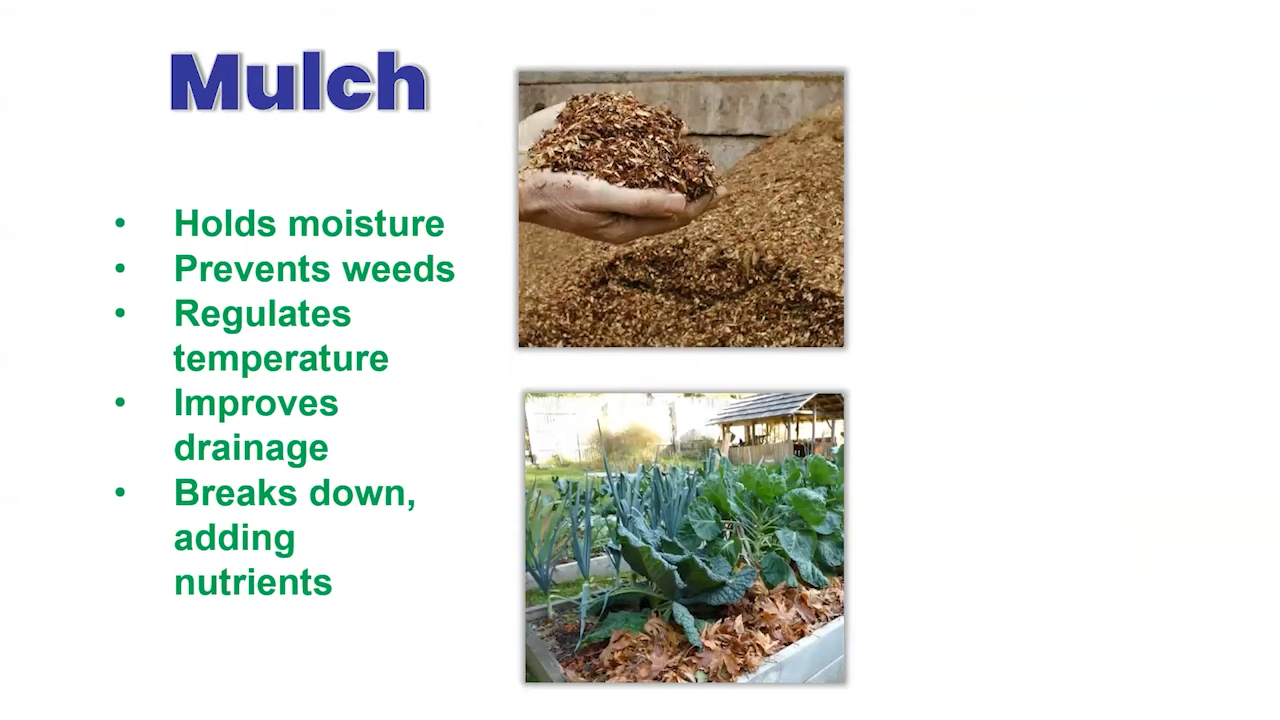 Mulch
• Holds moisture
• Prevents weeds
• Regulates
temperature
• Improves
drainage
• Breaks down,
adding
nutrients